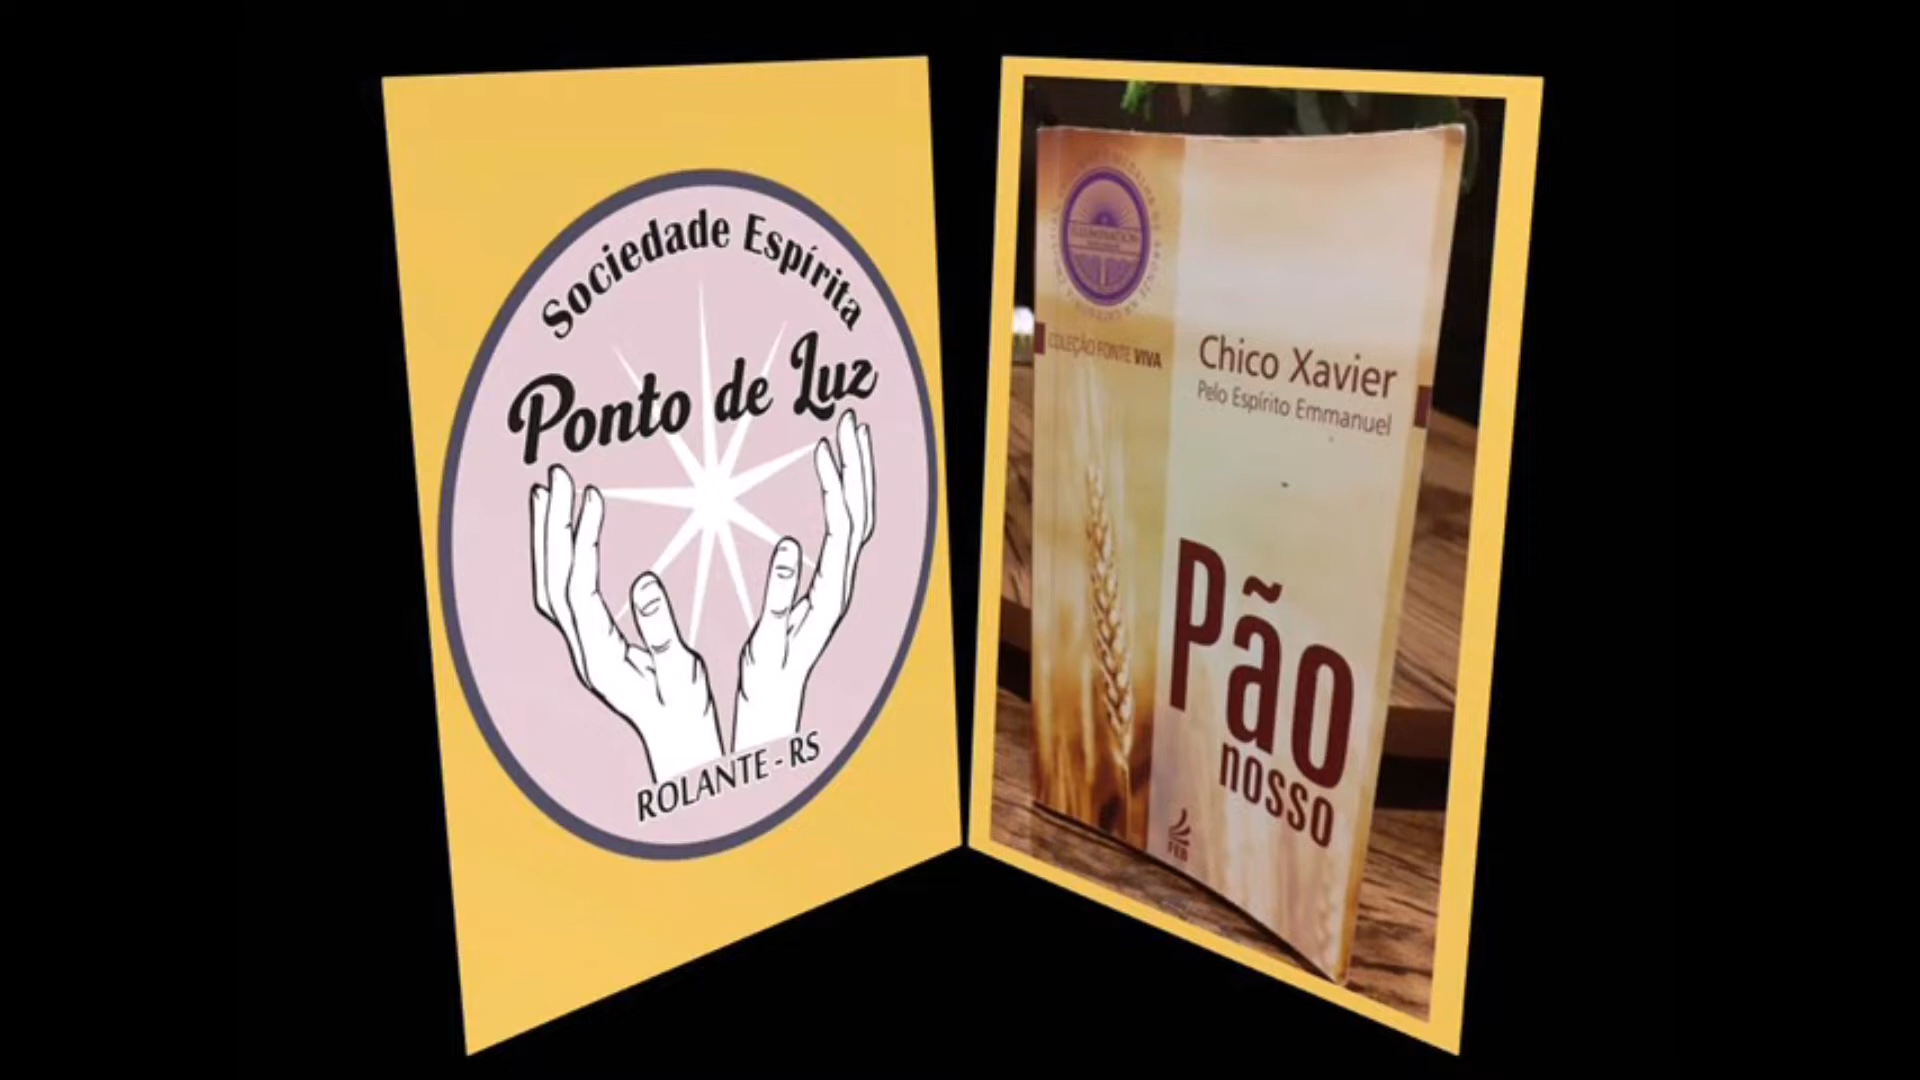 Sociedade Espírita
Ponto de Luz
ROLANTE - RS
COLEÇÃO FONTE VIVA
Chico Xavier
Pelo Espírito Emmanuel
Pão
nosso
FEB